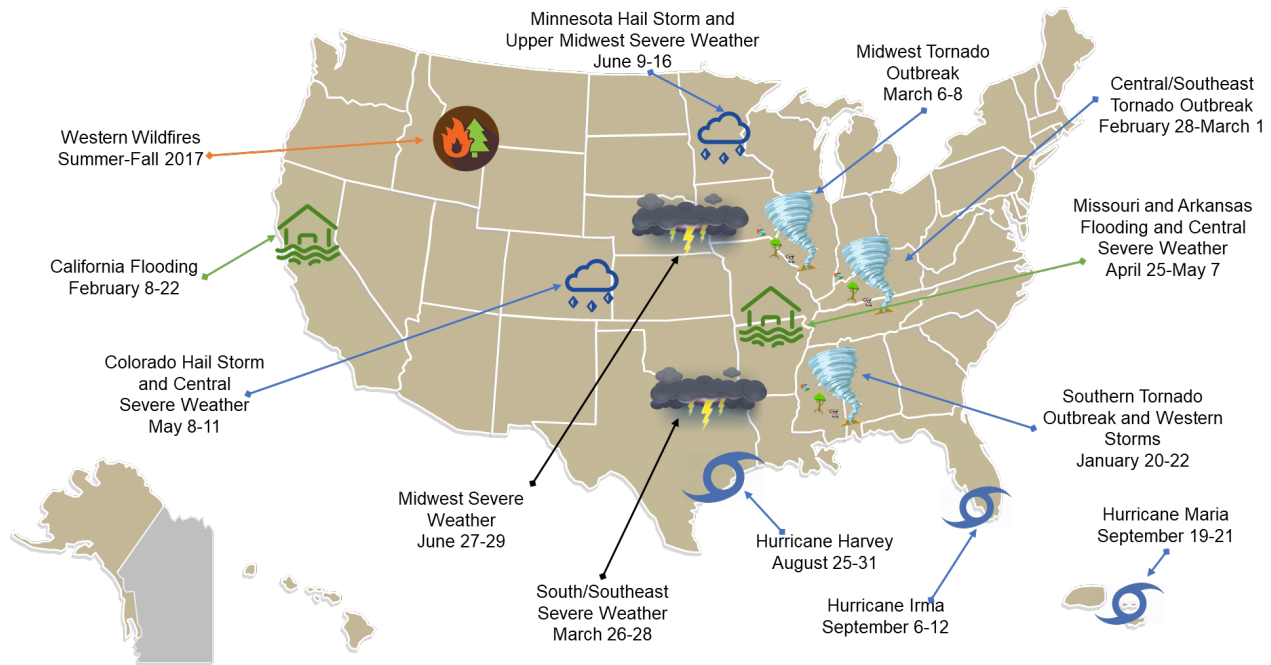 Minnesota Hail Storm and
Upper Midwest Severe Weather
June 9-16
Midwest Tornado
Outbreak
March 6-8
Central/Southeast
Tornado Outbreak
February 28-March 1
Western Wildfires
Summer-Fall 2017
Missouri and Arkansas
Flooding and Central
Severe Weather
April 25-May 7
California Flooding
February 8-22
Colorado Hail Storm
and Central
Severe Weather
May 8-11
Southern Tornado
Outbreak and Western
Storms
January 20-22
Midwest Severe
Weather
June 27-29
Hurricane Harvey
August 25-31
Hurricane Maria
September 19-21
South/Southeast
Severe Weather
March 26-28
Hurricane Irma
September 6-12